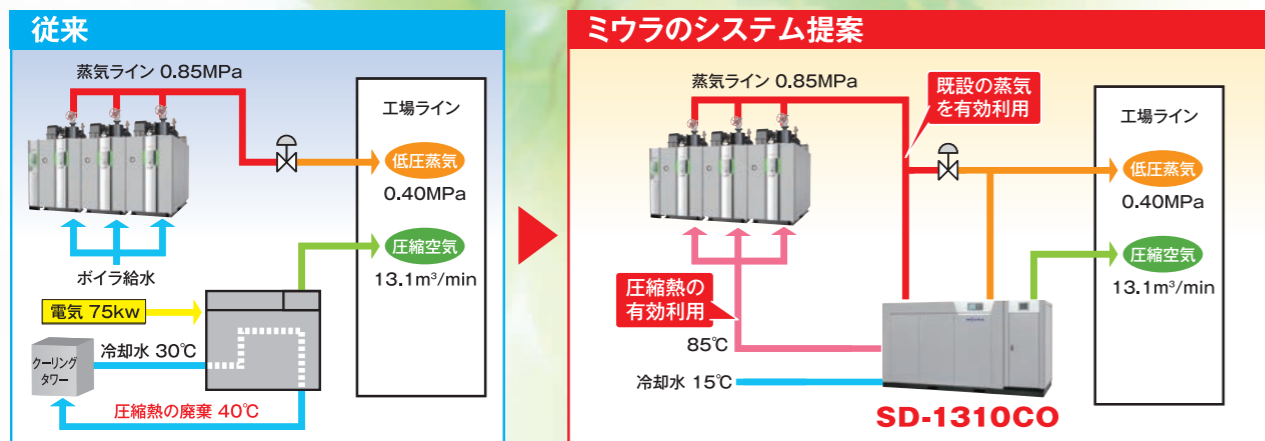 従来
蒸気ライン 0.85MPa
工場ライン
低圧蒸気
0.40MPa
圧縮空気
13.1m³/min
ボイラ給水
電気 75kw
冷却水 30℃
クーリング
タワー
圧縮熱の廃棄 40℃
ミウラのシステム提案
蒸気ライン 0.85MPa
既設の蒸気
を有効利用
工場ライン
低圧蒸気
0.40MPa
圧縮空気
13.1m³/min
圧縮熱の
有効利用
85℃
冷却水 15℃
SD-1310CO